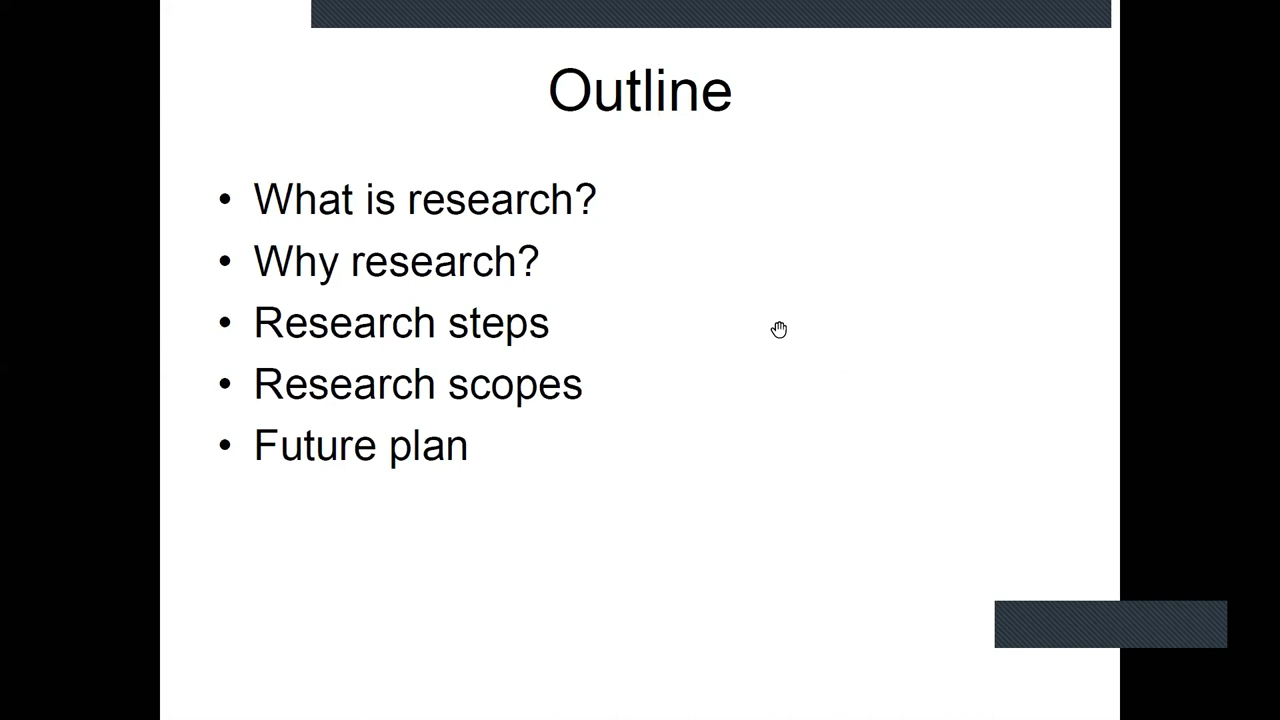 Outline
• What is research?
• Why research?
• Research steps
• Research scopes
• Future plan